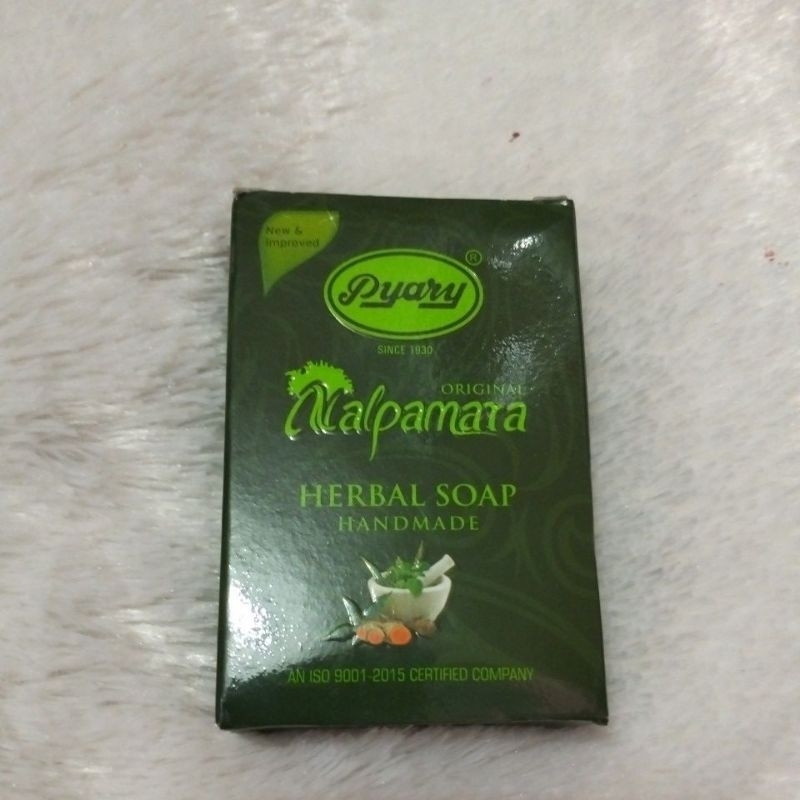 New &
improved
Pyary®
SINCE 1930
ORIGINAL
Nalpamara
HERBAL SOAP
HANDMADE
AN ISO 9001-2015 CERTIFIED COMPANY